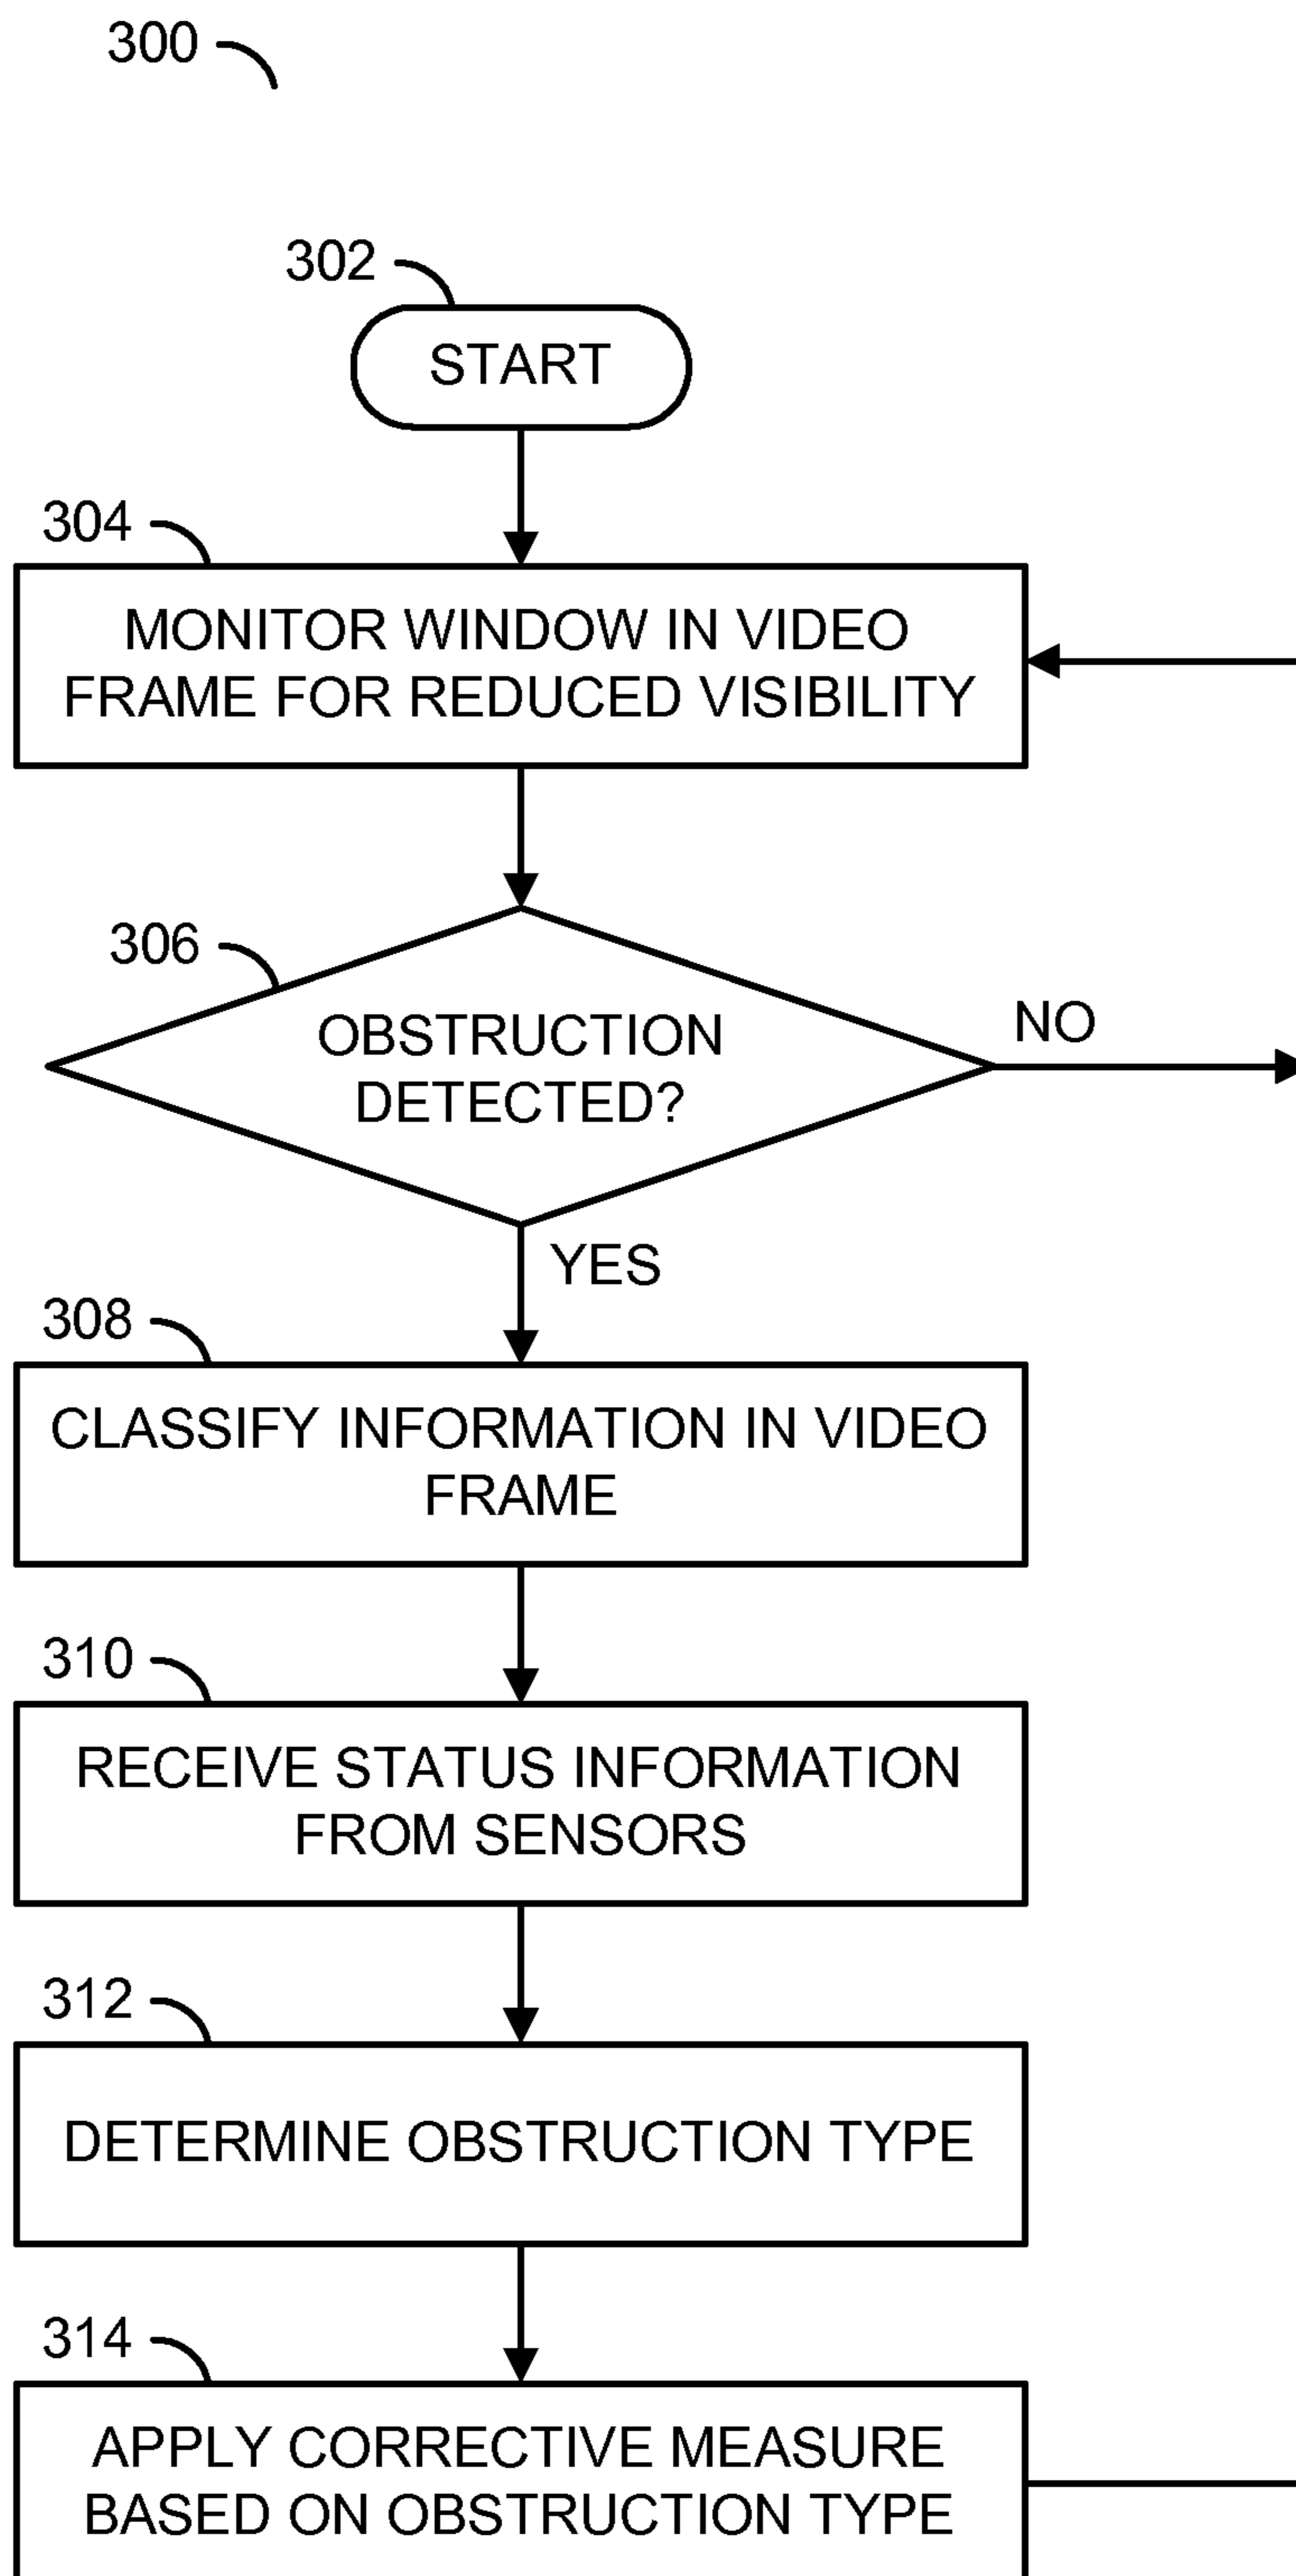 300
302
START
304
MONITOR WINDOW IN VIDEO
FRAME FOR REDUCED VISIBILITY
306
OBSTRUCTION
DETECTED?
NO
YES
308
CLASSIFY INFORMATION IN VIDEO
FRAME
310
RECEIVE STATUS INFORMATION
FROM SENSORS
312
DETERMINE OBSTRUCTION TYPE
314
APPLY CORRECTIVE MEASURE
BASED ON OBSTRUCTION TYPE